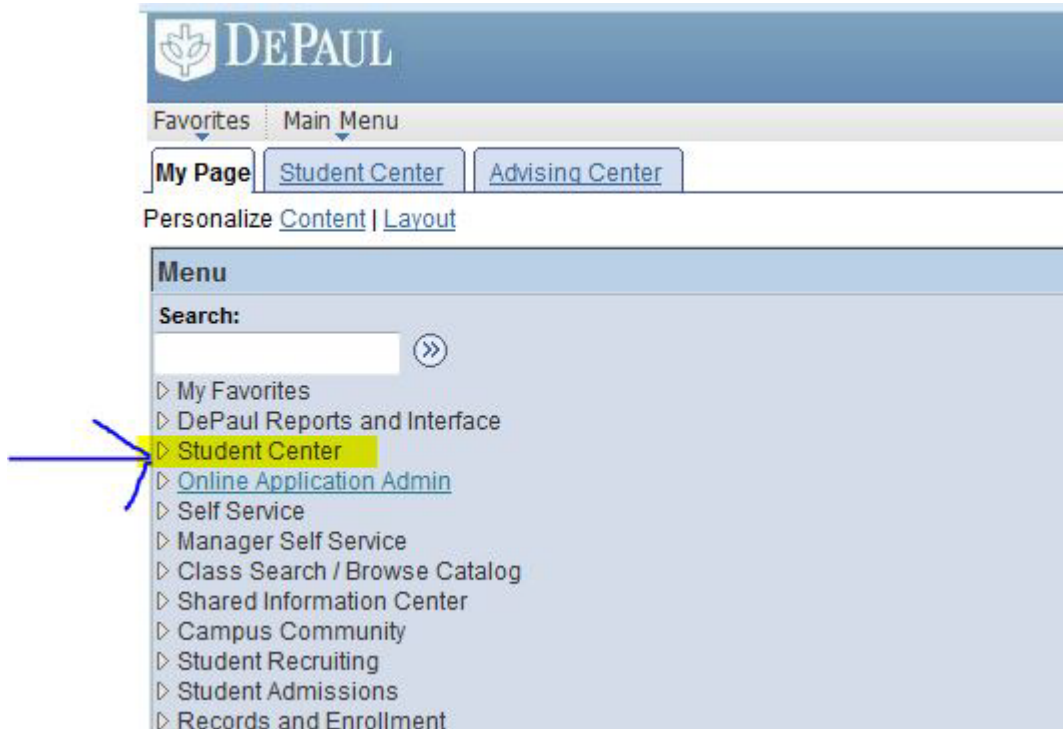 DEPAUL
Favorites Main Menu
My Page Student Center Advising Center
Personalize Content | Layout
Menu
Search:
My Favorites
DePaul Reports and Interface
Student Center
Online Application Admin
Self Service
Manager Self Service
Class Search / Browse Catalog
Shared Information Center
Campus Community
Student Recruiting
Student Admissions
Records and Enrollment